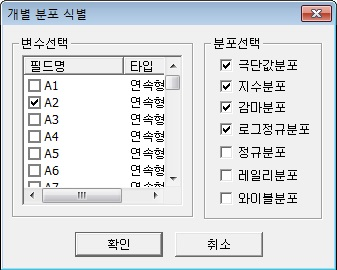 개별 분포 식별
변수선택
필드명 타입
A1 연속형
A2 연속형
A3 연속형
A4 연속형
A5 연속형
A6 연속형
A7 연속형
분포선택
극단값분포
지수분포
감마분포
로그정규분포
정규분포
레일리분포
와이블분포
확인 취소